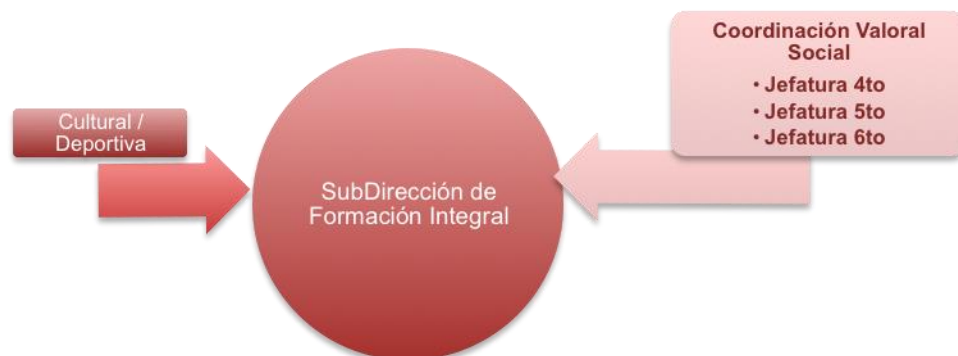 Cultural /
Deportiva
SubDirección de
Formación Integral
Coordinación Valoral
Social
• Jefatura 4to
• Jefatura 5to
• Jefatura 6to